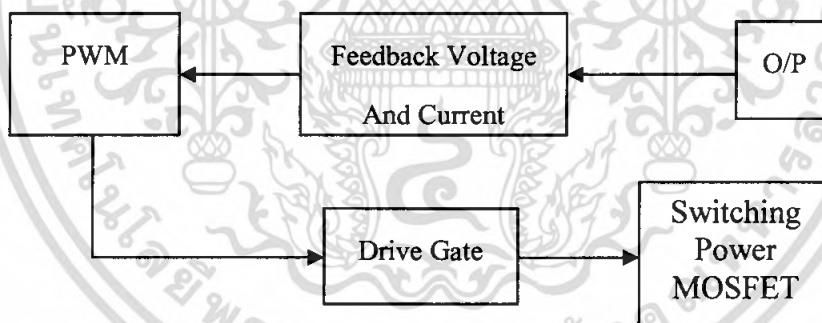 PWM
Feedback Voltage
And Current
O/P
Drive Gate
Switching
Power
MOSFET